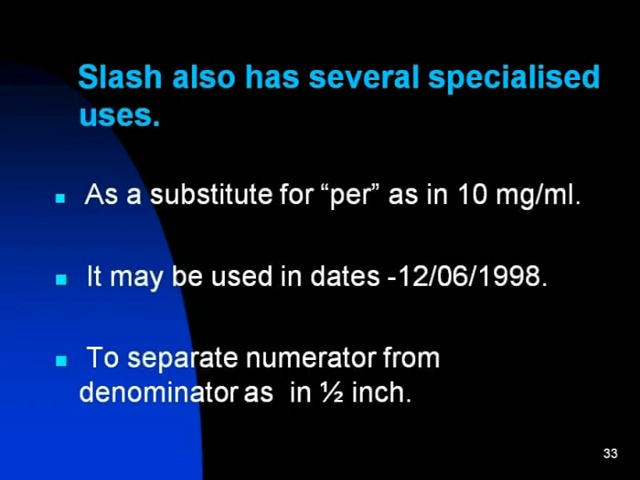 Slash also has several specialised
uses.
As a substitute for “per” as in 10 mg/ml.
It may be used in dates -12/06/1998.
To separate numerator from
denominator as  in ½ inch.
33